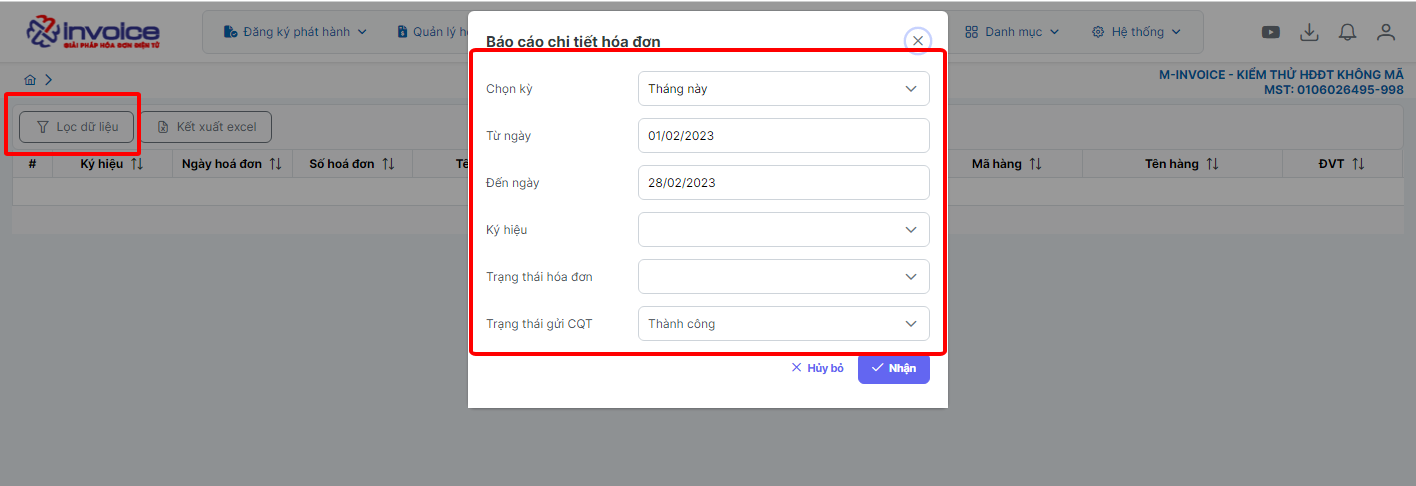 invoice
GIẢI PHÁP HÓA ĐƠN ĐIỆN TỬ
Đăng ký phát hành
Quản lý h
Danh mục
Hệ thống
M-INVOICE - KIỂM THỬ HĐĐT KHÔNG MÃ
MST: 0106026495-998
Lọc dữ liệu
Kết xuất excel
# Ký hiệu Ngày hoá đơn Số hoá đơn Tê Mã hàng Tên hàng ĐVT
Báo cáo chi tiết hóa đơn
Chọn kỳ Tháng này
Từ ngày 01/02/2023
Đến ngày 28/02/2023
Ký hiệu
Trạng thái hóa đơn
Trạng thái gửi CQT Thành công
Hủy bỏ Nhận